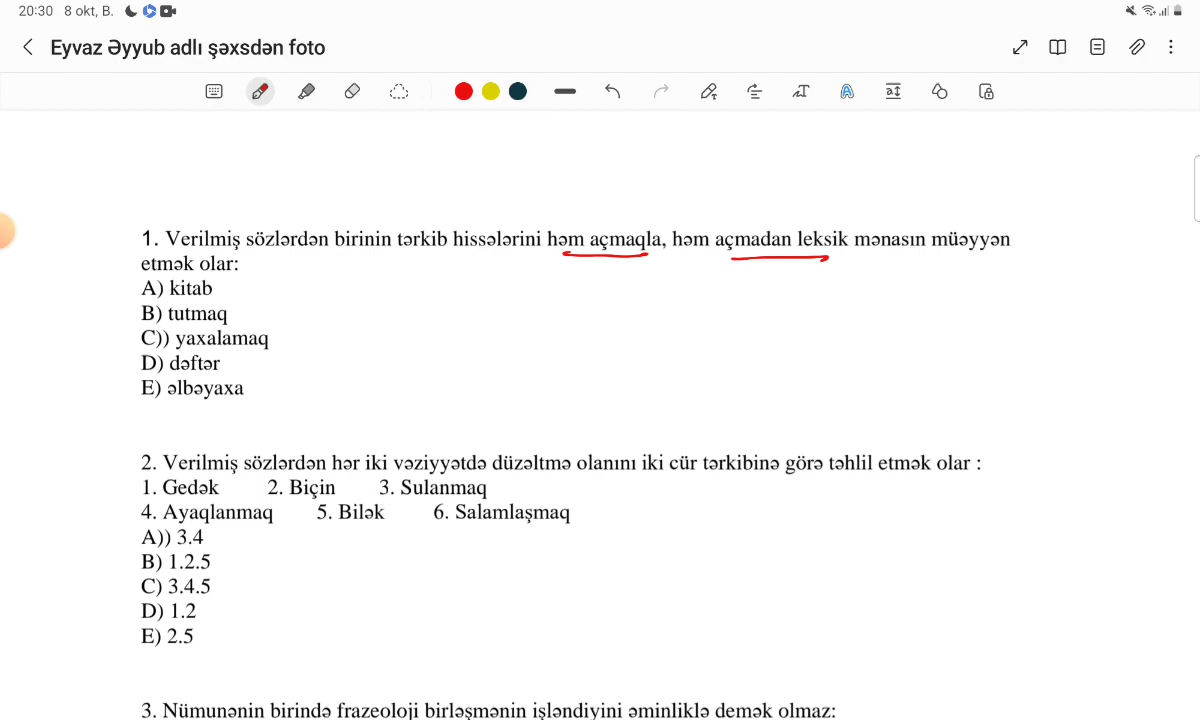 20:30 8 okt, B.
Eyvaz Əyyub adlı şəxsdən foto
1. Verilmiş sözlərdən birinin tərkib hissələrini həm açmaqla, həm açmadan leksik mənasın müəyyən
etmək olar:
A) kitab
B) tutmaq
C)) yaxalamaq
D) dəftər
E) əlbəyaxa
2. Verilmiş sözlərdən hər iki vəziyyətdə düzəltmə olanını iki cür tərkibinə görə təhlil etmək olar :
1. Gedək 2. Biçin 3. Sulanmaq
4. Ayaqlanmaq 5. Bilək 6. Salamlaşmaq
A)) 3.4
B) 1.2.5
C) 3.4.5
D) 1.2
E) 2.5
3. Nümunənin birində frazeoloji birləşmənin işləndiyini əminliklə demək olmaz: